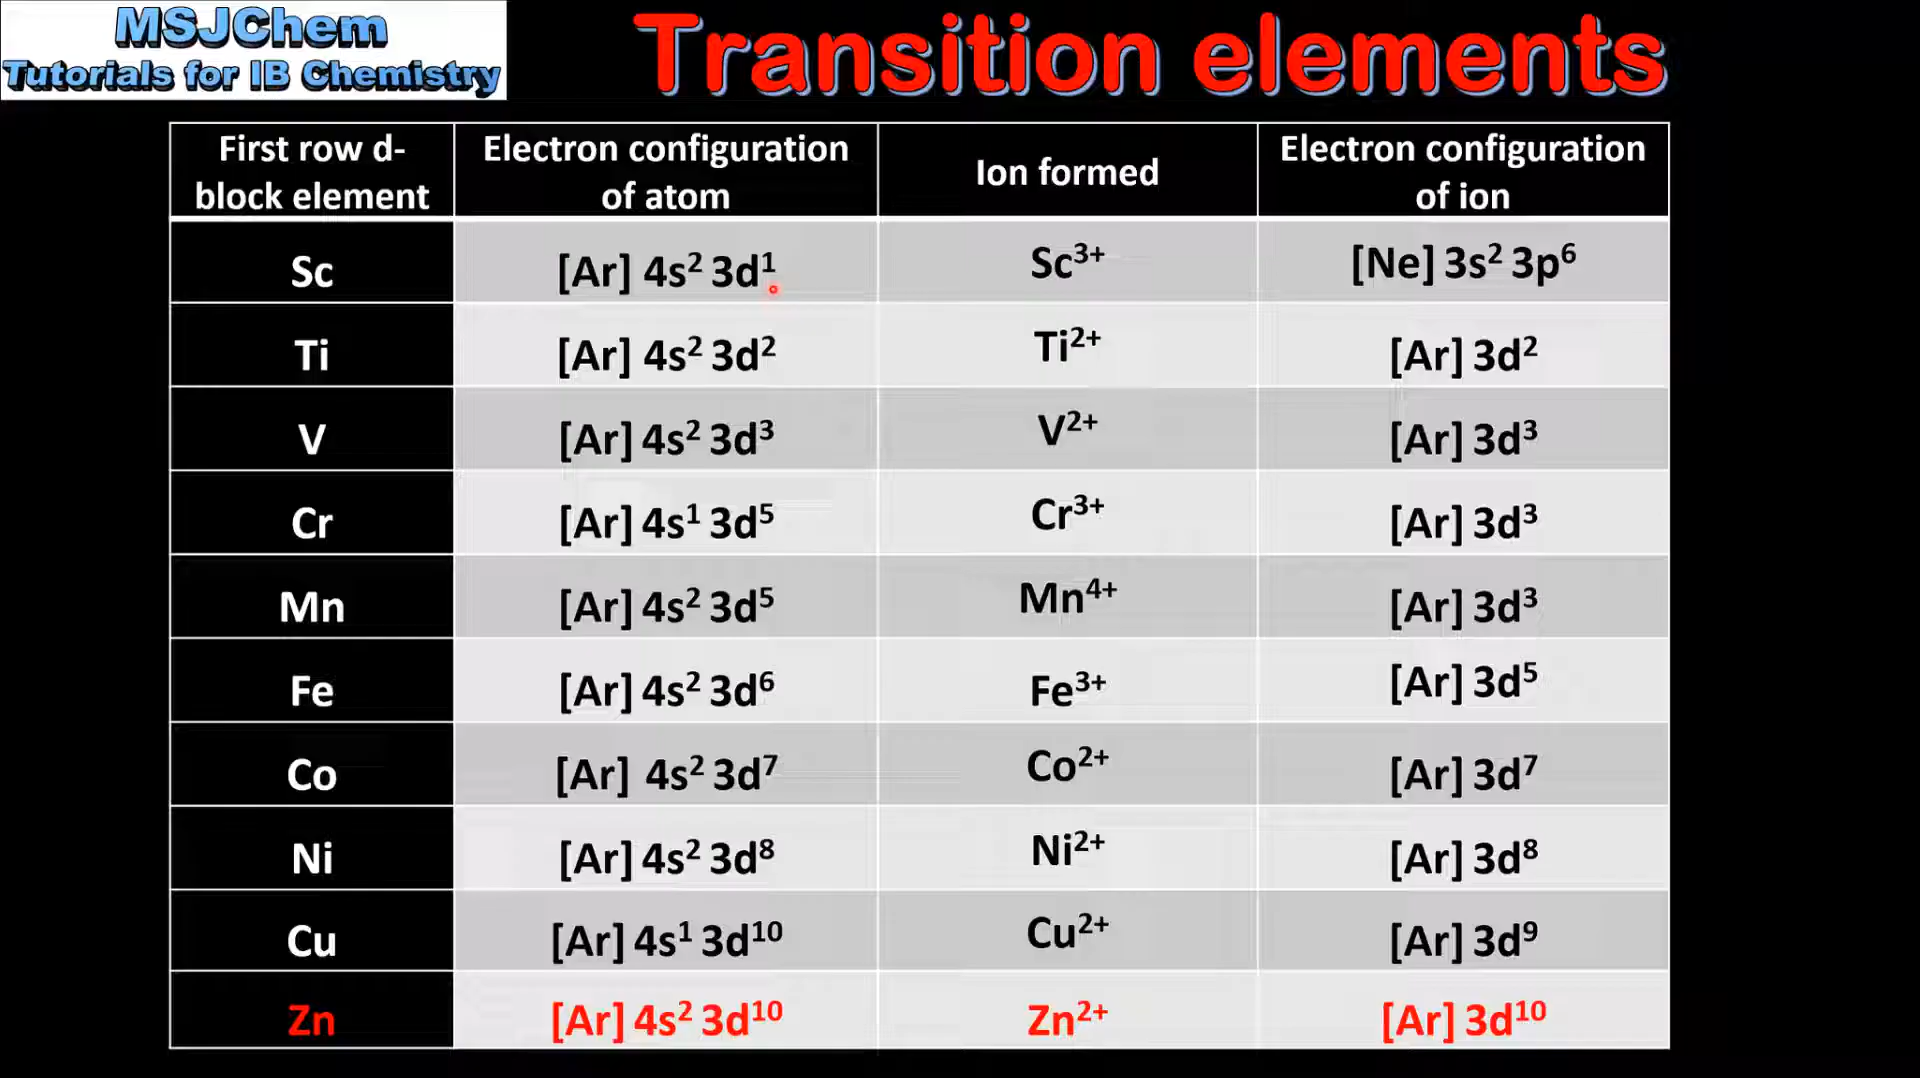 MSJChem
Tutorials for IB Chemistry
Transition elements
First row d-
block element
Electron configuration
of atom
Ion formed
Electron configuration
of ion
Sc [Ar] 4s² 3d¹ Sc³⁺ [Ne] 3s² 3p⁶
Ti [Ar] 4s² 3d² Ti²⁺ [Ar] 3d²
V [Ar] 4s² 3d³ V²⁺ [Ar] 3d³
Cr [Ar] 4s¹ 3d⁵ Cr³⁺ [Ar] 3d³
Mn [Ar] 4s² 3d⁵ Mn⁴⁺ [Ar] 3d³
Fe [Ar] 4s² 3d⁶ Fe³⁺ [Ar] 3d⁵
Co [Ar] 4s² 3d⁷ Co²⁺ [Ar] 3d⁷
Ni [Ar] 4s² 3d⁸ Ni²⁺ [Ar] 3d⁸
Cu [Ar] 4s¹ 3d¹⁰ Cu²⁺ [Ar] 3d⁹
Zn [Ar] 4s² 3d¹⁰ Zn²⁺ [Ar] 3d¹⁰